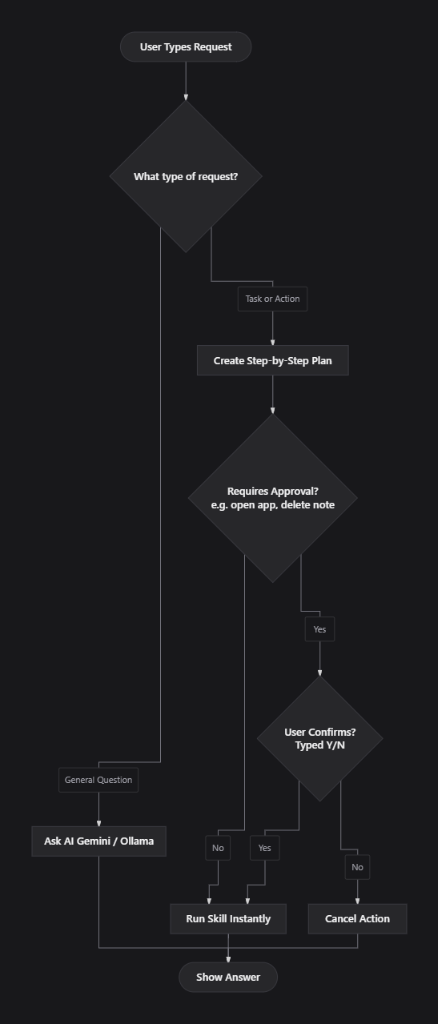 User Types Request
What type of request?
Task or Action
Create Step-by-Step Plan
Requires Approval?
e.g. open app, delete note
Yes
User Confirms?
Typed Y/N
General Question
Ask AI Gemini / Ollama
No
Yes
No
Run Skill Instantly
Cancel Action
Show Answer